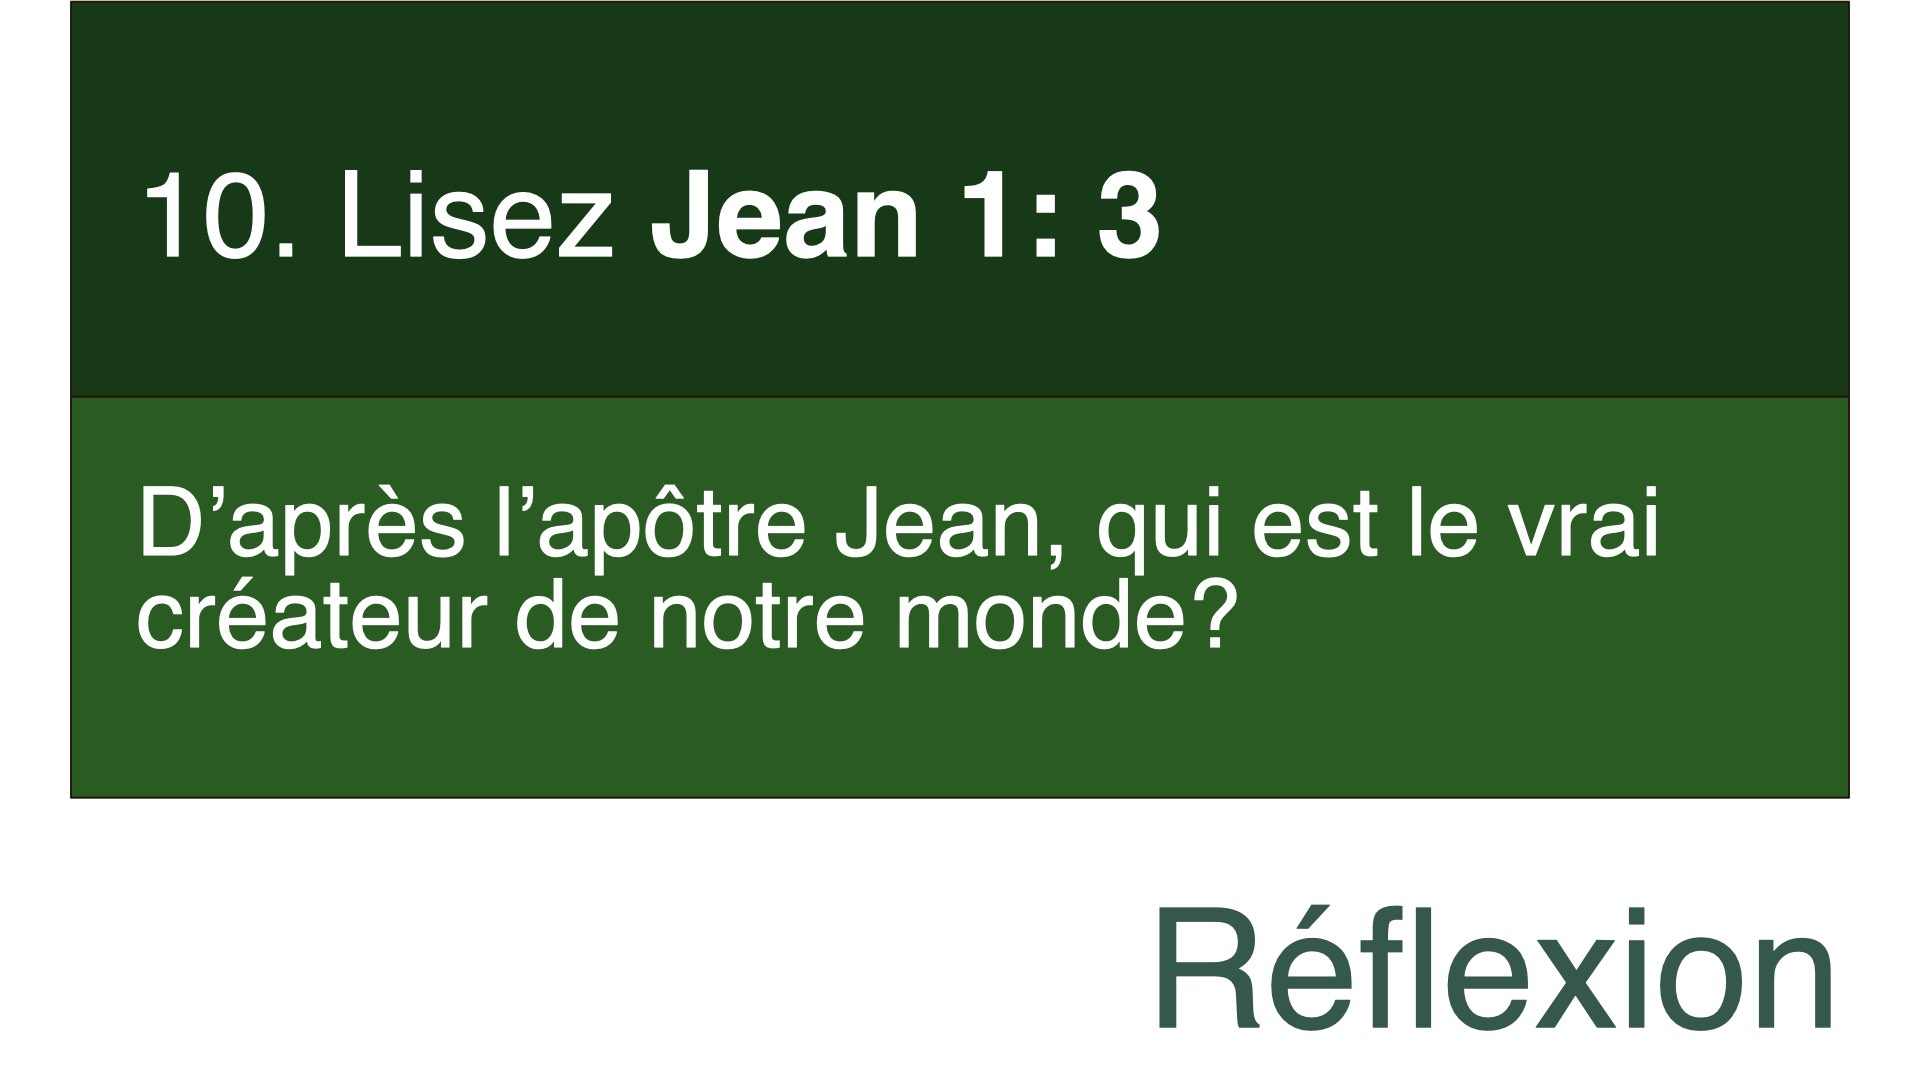 10. Lisez Jean 1: 3
D’après l’apôtre Jean, qui est le vrai
créateur de notre monde?
Réflexion